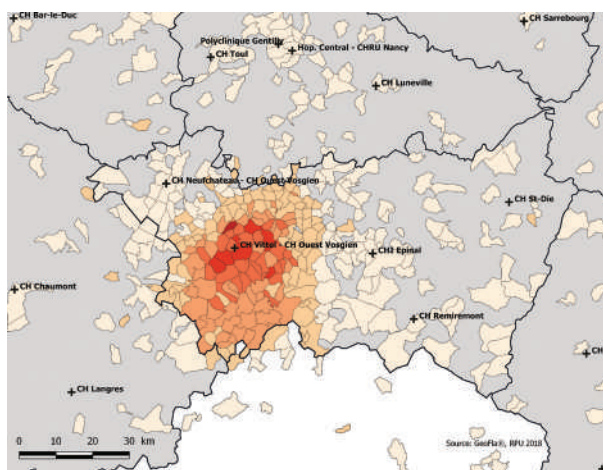 CH Bar-le-Duc
CH Sarrebourg
Polyclinique Gentilly
Hop. Central - CHRU Nancy
CH Toul
CH Luneville
CH Neufchateau - CH Ouest Vosgien
CH St-Die
CH Vittel - CH Ouest Vosgien
CHI Epinal
CH Chaumont
CH Remiremont
CH
CH Langres
0 10 20 30 km
Source: GeoFla®, RPU 2018